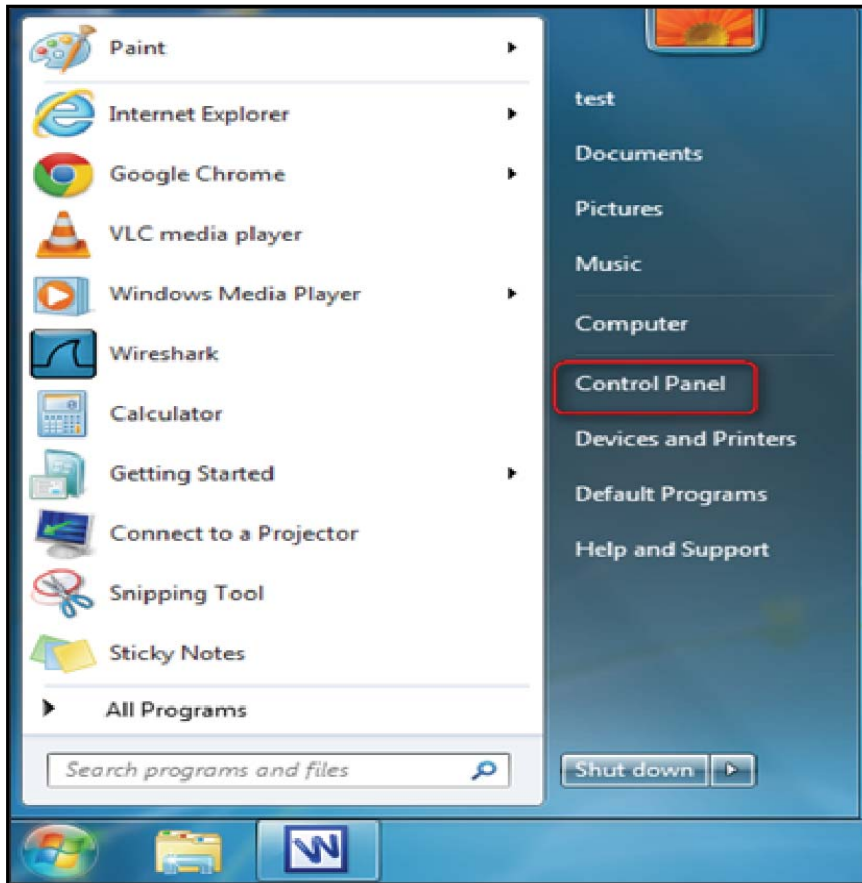 Paint
Internet Explorer
Google Chrome
VLC media player
Windows Media Player
Wireshark
Calculator
Getting Started
Connect to a Projector
Snipping Tool
Sticky Notes
All Programs
Search programs and files
test
Documents
Pictures
Music
Computer
Control Panel
Devices and Printers
Default Programs
Help and Support
Shut down